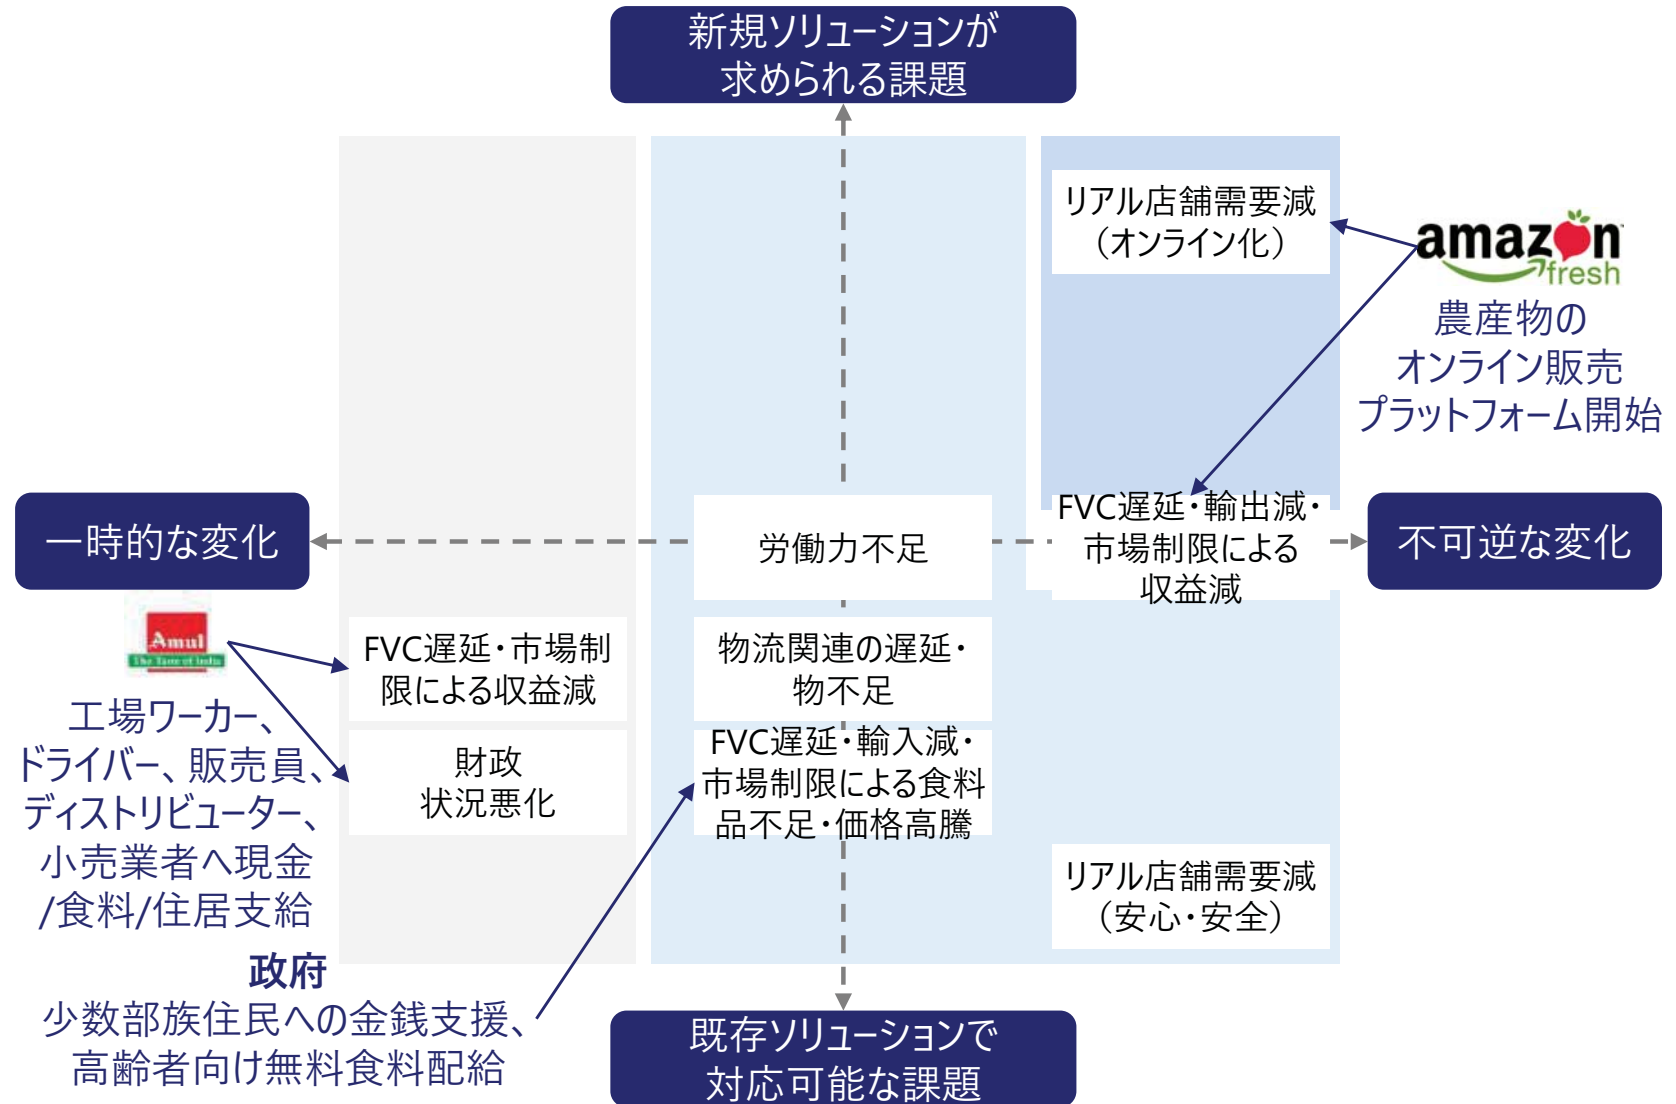 新規ソリューションが
求められる課題
リアル店舗需要減
（オンライン化）
amazon
fresh
農産物の
オンライン販売
プラットフォーム開始
一時的な変化
労働力不足
FVC遅延・輸出減・
市場制限による
収益減
不可逆な変化
Amul
The Taste of India
FVC遅延・市場制
限による収益減
物流関連の遅延・
物不足
工場ワーカー、
ドライバー、販売員、
ディストリビューター、
小売業者へ現金
/食料/住居支給
財政
状況悪化
FVC遅延・輸入減・
市場制限による食料
品不足・価格高騰
リアル店舗需要減
（安心・安全）
政府
少数部族住民への金銭支援、
高齢者向け無料食料配給
既存ソリューションで
対応可能な課題